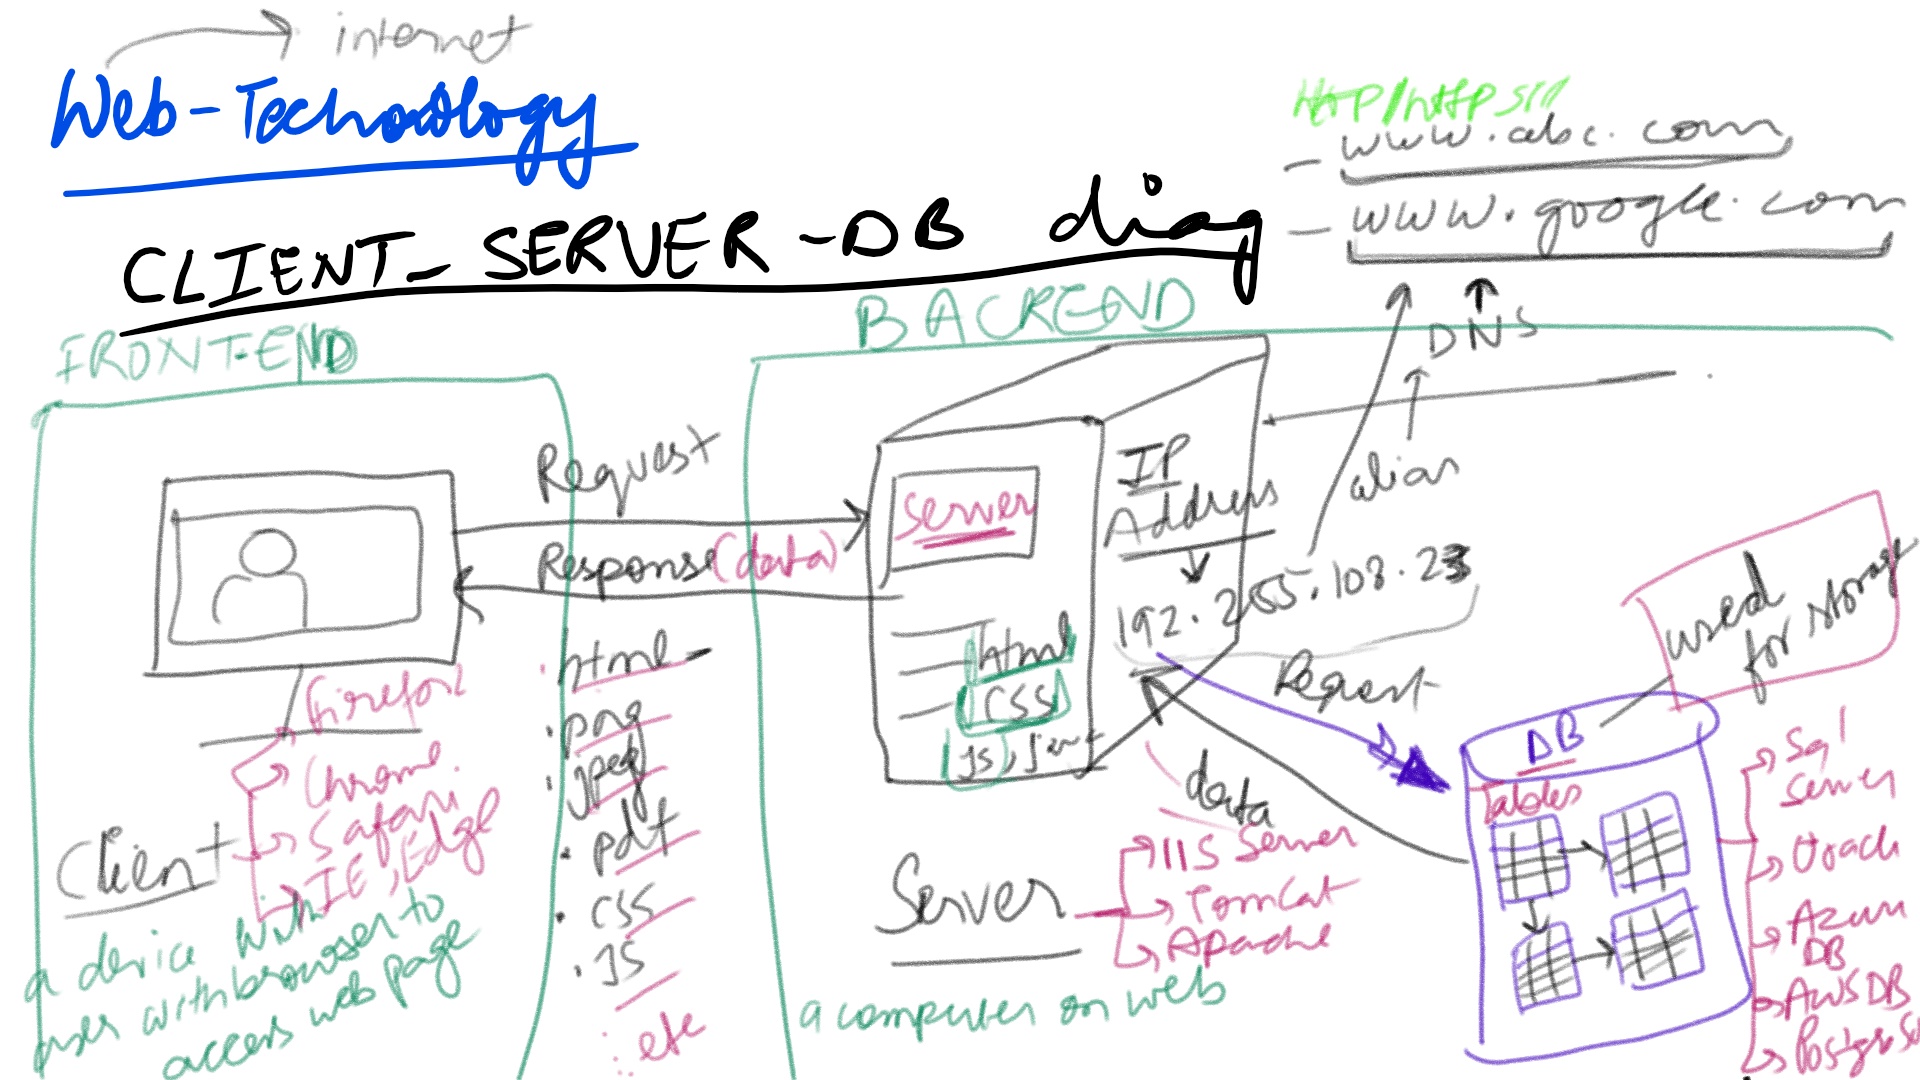 internet
Web-Technology
HTTP/https://
- www.abc.com
- www.google.com
CLIENT-SERVER-DB diag
DNS
alias
FRONT-END
BACKEND
Request
Response (data)
Server
IP
Address
192.255.108.23
html
CSS
JS,
Firefox
Chrome.
Safari
IE, Edge
Client
a device with
user with browser to
access web page
. html
. png
. jpeg
. pdf
. css
. JS
etc
Request
data
Server
IIS Server
TomCat
Apache
a computer on web
used
for storage
DB
Tables
Sql
Server
Azure
DB
AWS DB